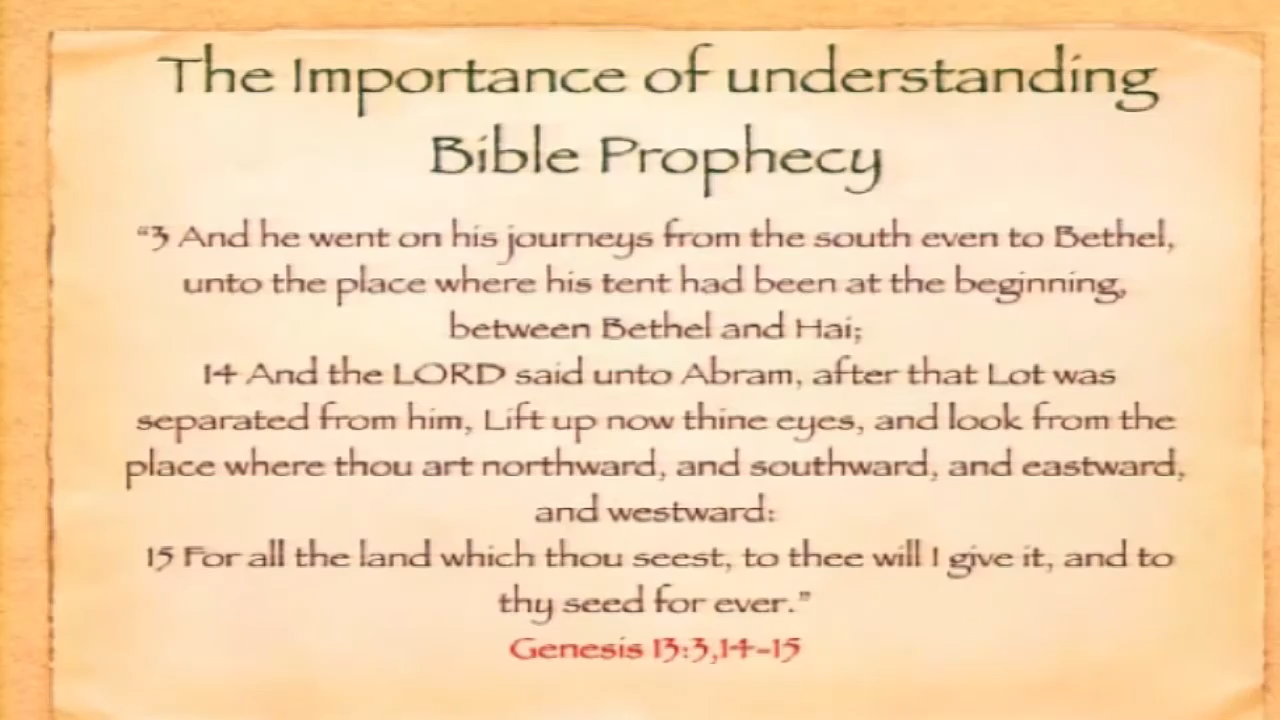 The Importance of understanding
Bible Prophecy
“3 And he went on his journeys from the south even to Bethel,
unto the place where his tent had been at the beginning,
between Bethel and Hai;
14 And the LORD said unto Abram, after that Lot was
separated from him, Lift up now thine eyes, and look from the
place where thou art northward, and southward, and eastward,
and westward:
15 For all the land which thou seest, to thee will I give it, and to
thy seed for ever.”
Genesis 13:3,14-15